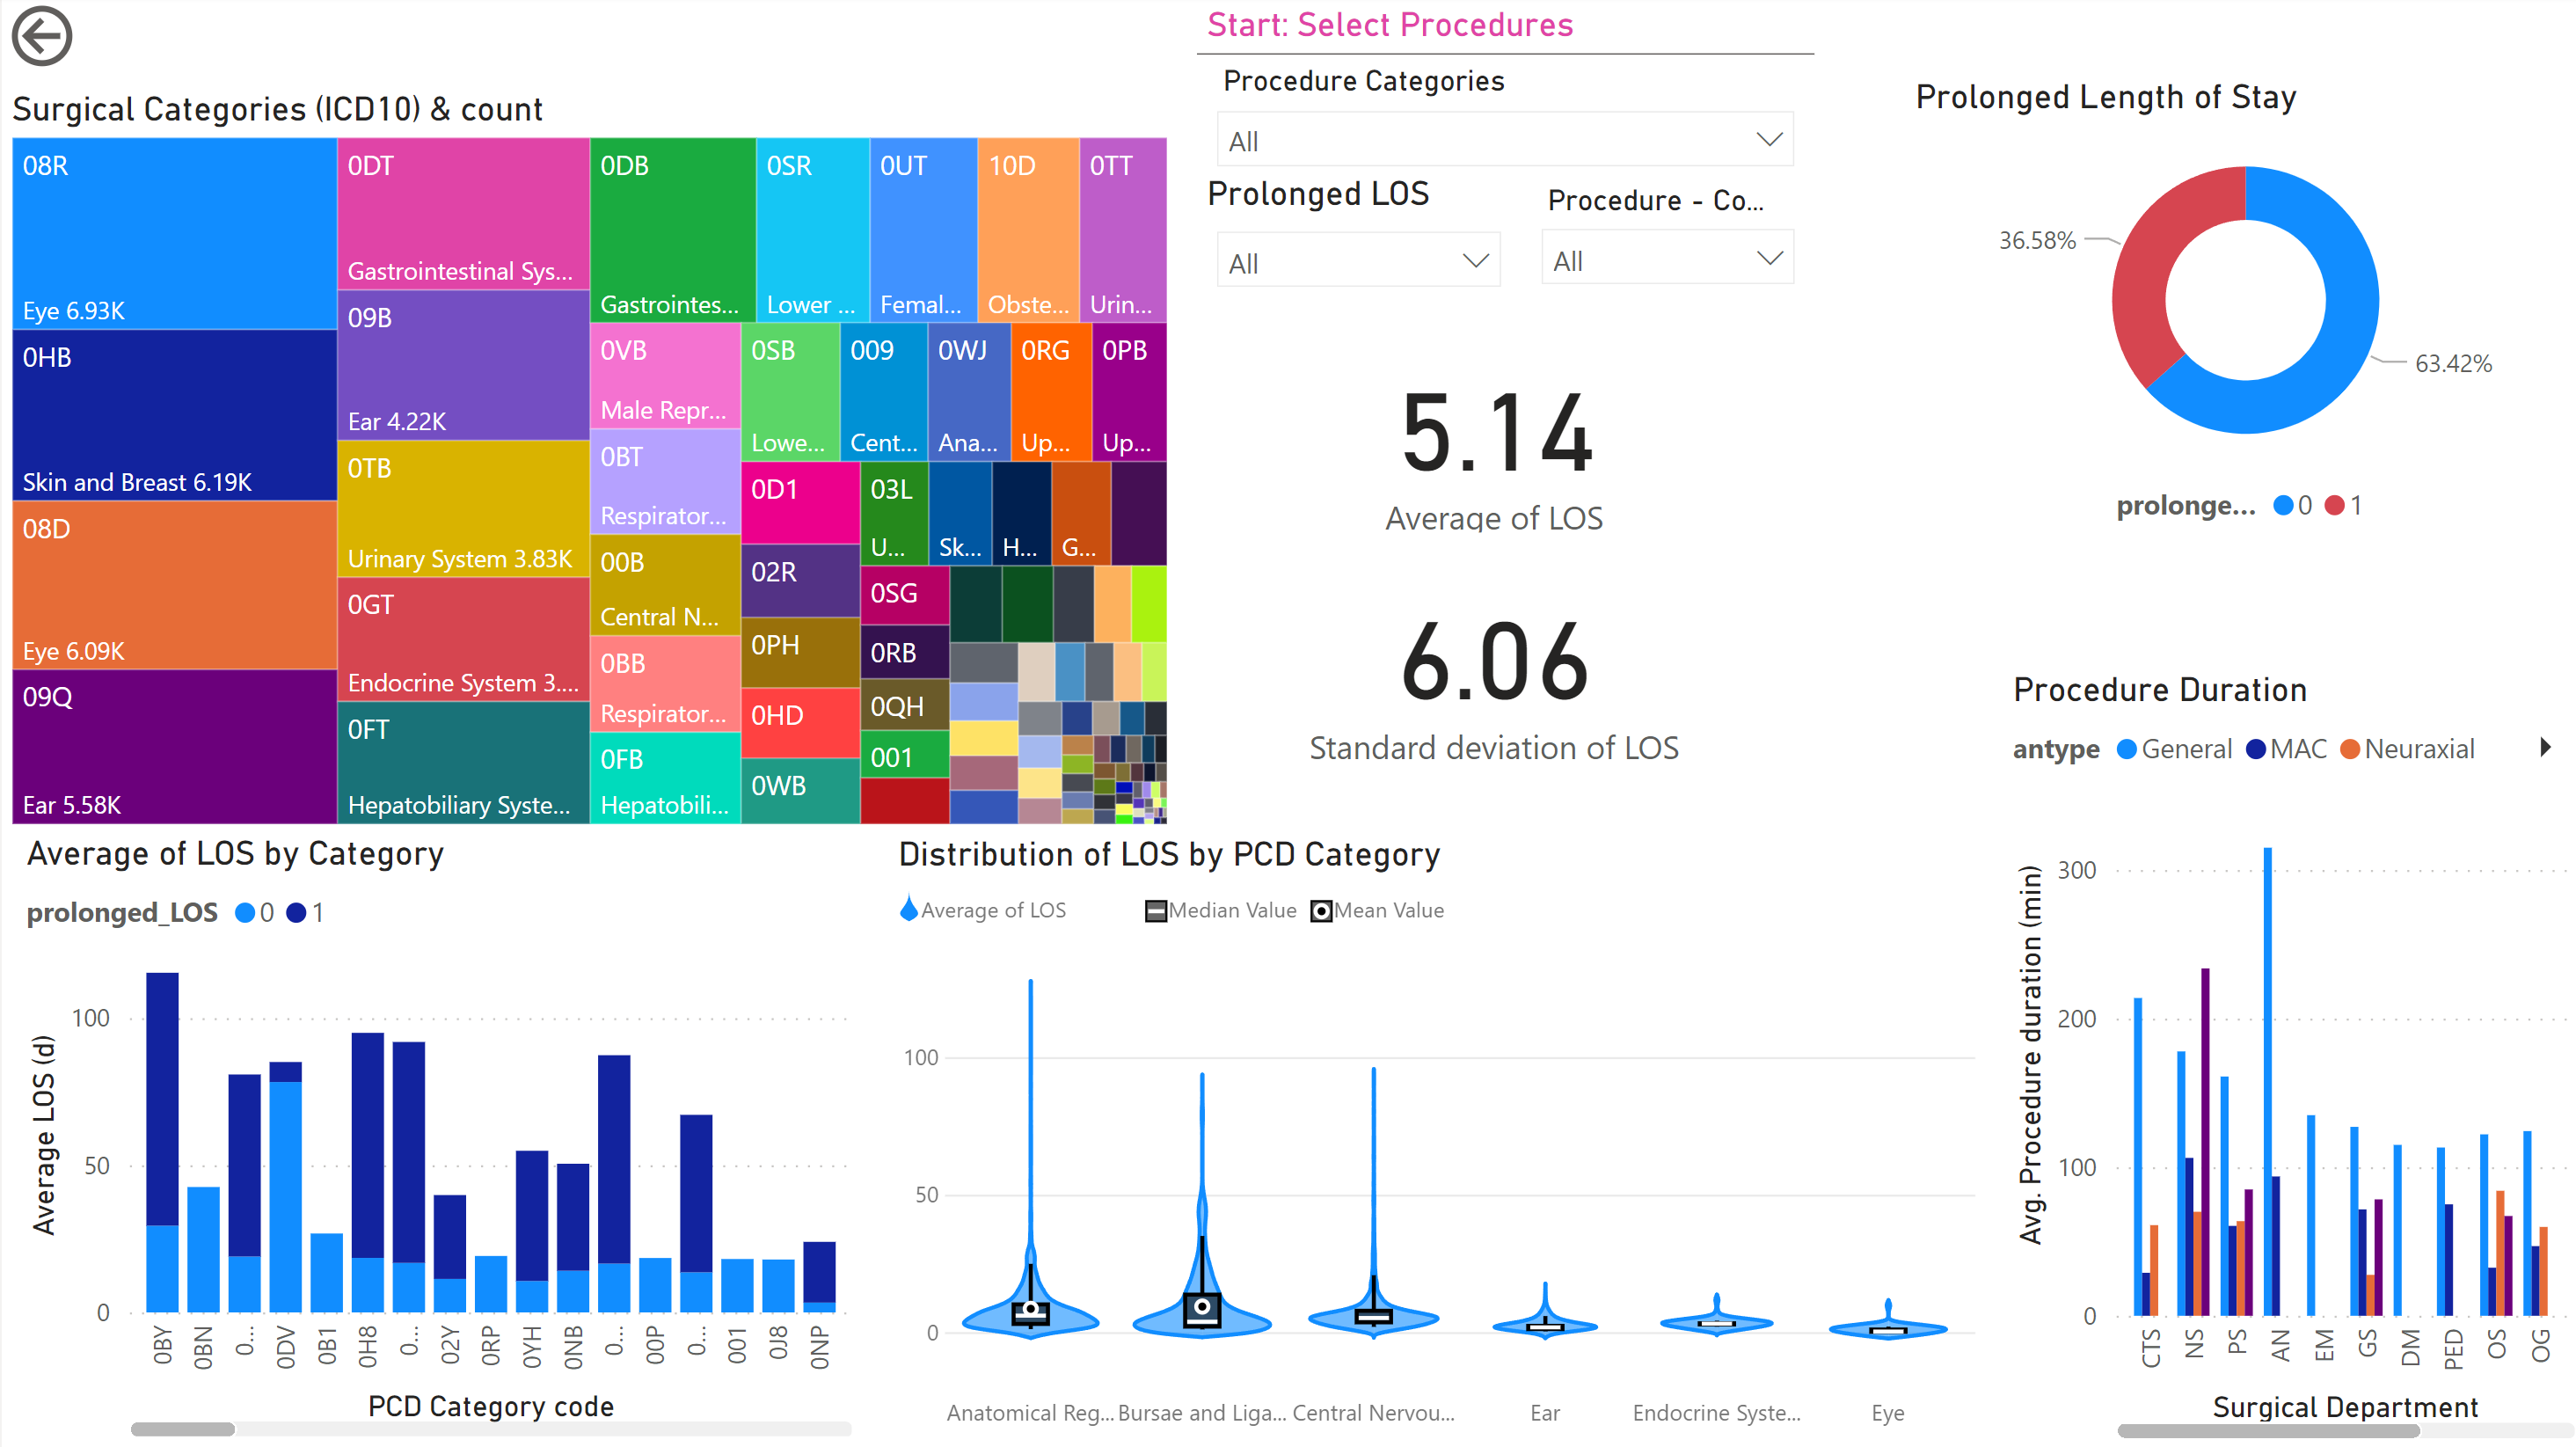 Start: Select Procedures
Procedure Categories
All
Prolonged LOS
All
Procedure - Co...
All
Surgical Categories (ICD10) & count
08R
Eye 6.93K
0HB
Skin and Breast 6.19K
08D
Eye 6.09K
09Q
Ear 5.58K
0DT
Gastrointestinal Sys...
09B
Ear 4.22K
0TB
Urinary System 3.83K
0GT
Endocrine System 3....
0FT
Hepatobiliary Syste...
0DB
Gastrointes...
0SR
Lower ...
0UT
Femal...
10D
Obste...
0TT
Urin...
0VB
Male Repr...
0BT
Respirator...
00B
Central N...
0BB
Respirator...
0FB
Hepatobili...
0SB
Lowe...
009
Cent...
0WJ
Ana...
0RG
Up...
0PB
Up...
0D1
02R
0PH
0HD
0WB
03L
U...
Sk...
H...
G...
0SG
0RB
0QH
001
5.14
Average of LOS
6.06
Standard deviation of LOS
Prolonged Length of Stay
36.58%
63.42%
prolonge... 0 1
Average of LOS by Category
prolonged_LOS 0 1
Average LOS (d)
100
50
0
0BY 0BN 0... 0DV 0B1 0H8 0... 02Y 0RP 0YH 0NB 0... 00P 0... 001 0J8 0NP
PCD Category code
Distribution of LOS by PCD Category
Average of LOS Median Value Mean Value
100
50
0
Anatomical Reg... Bursae and Liga... Central Nervou... Ear Endocrine Syste... Eye
Procedure Duration
antype General MAC Neuraxial
Avg. Procedure duration (min)
300
200
100
0
CTS NS PS AN EM GS DM PED OS OG
Surgical Department